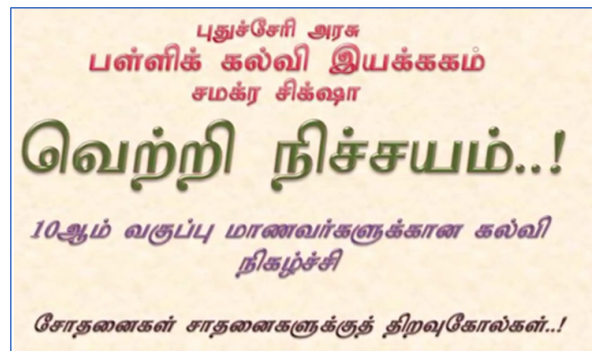 புதுச்சேரி அரசு
பள்ளிக் கல்வி இயக்ககம்
சமக்ர சிக்ஷா
வெற்றி நிச்சயம்..!
10ஆம் வகுப்பு மாணவர்களுக்கான கல்வி
நிகழ்ச்சி
சோதனைகள் சாதனைகளுக்குத் திறவுகோல்கள்..!